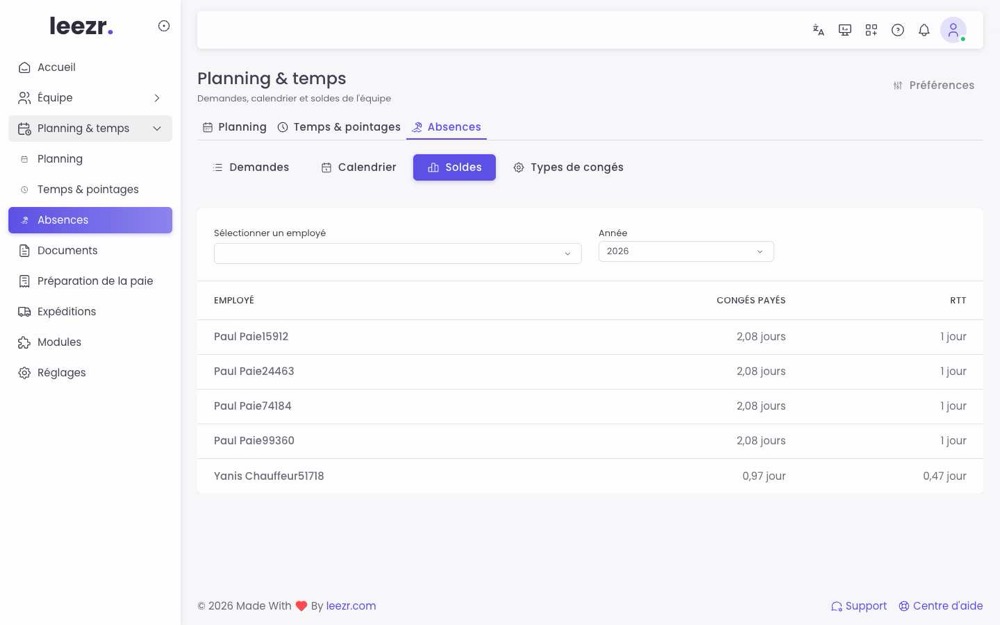 leezr.
Accueil
Équipe
Planning & temps
Planning
Temps & pointages
Absences
Documents
Préparation de la paie
Expéditions
Modules
Réglages
Planning & temps
Demandes, calendrier et soldes de l'équipe
Préférences
Planning Temps & pointages Absences
Demandes Calendrier Soldes Types de congés
Sélectionner un employé Année
2026
EMPLOYÉ CONGÉS PAYÉS RTT
Paul Paie15912 2,08 jours 1 jour
Paul Paie24463 2,08 jours 1 jour
Paul Paie74184 2,08 jours 1 jour
Paul Paie99360 2,08 jours 1 jour
Yanis Chauffeur51718 0,97 jour 0,47 jour
© 2026 Made With ❤️ By leezr.com Support Centre d'aide